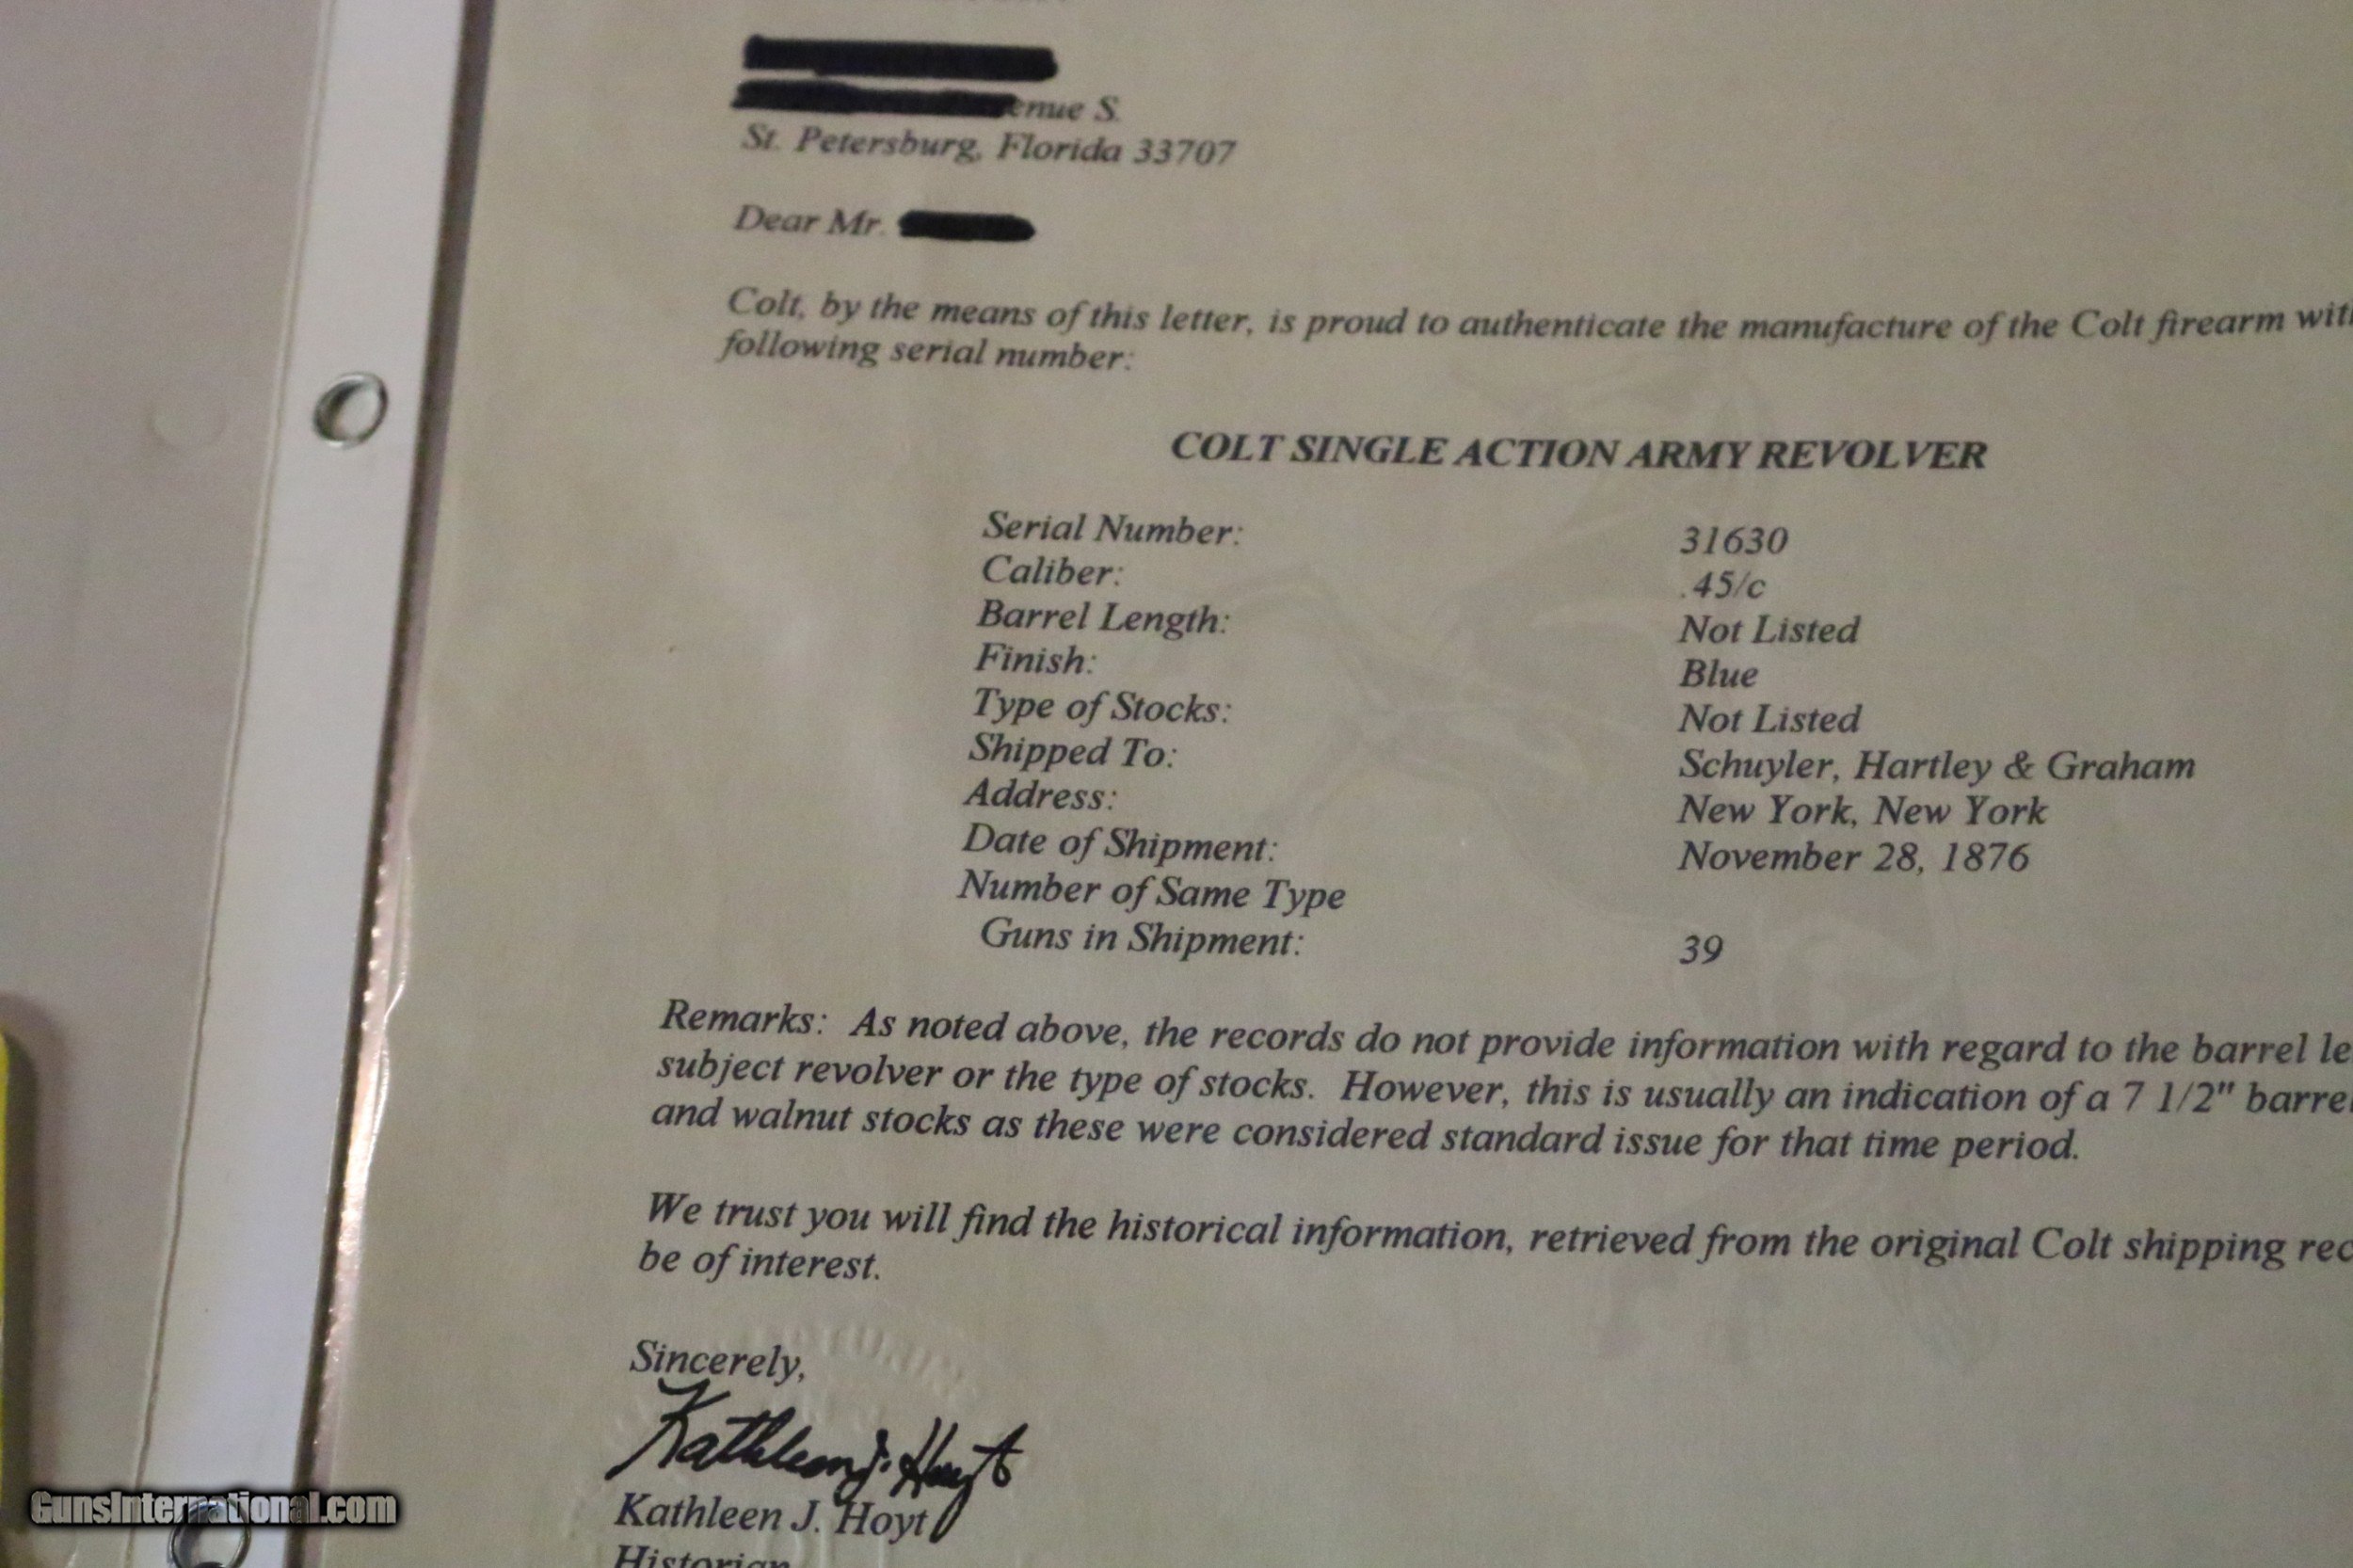 enue S.
St. Petersburg, Florida 33707
Dear Mr.
Colt, by the means of this letter, is proud to authenticate the manufacture of the Colt firearm with
following serial number:
COLT SINGLE ACTION ARMY REVOLVER
Serial Number: 31630
Caliber: .45/c
Barrel Length: Not Listed
Finish: Blue
Type of Stocks: Not Listed
Shipped To: Schuyler, Hartley & Graham
Address: New York, New York
Date of Shipment: November 28, 1876
Number of Same Type
Guns in Shipment: 39
Remarks: As noted above, the records do not provide information with regard to the barrel le
subject revolver or the type of stocks. However, this is usually an indication of a 7 1/2" barrel
and walnut stocks as these were considered standard issue for that time period.
We trust you will find the historical information, retrieved from the original Colt shipping rec
be of interest.
Sincerely,
Kathleen J. Hoyt
Kathleen J. Hoyt
Historian
GunsInternational.com